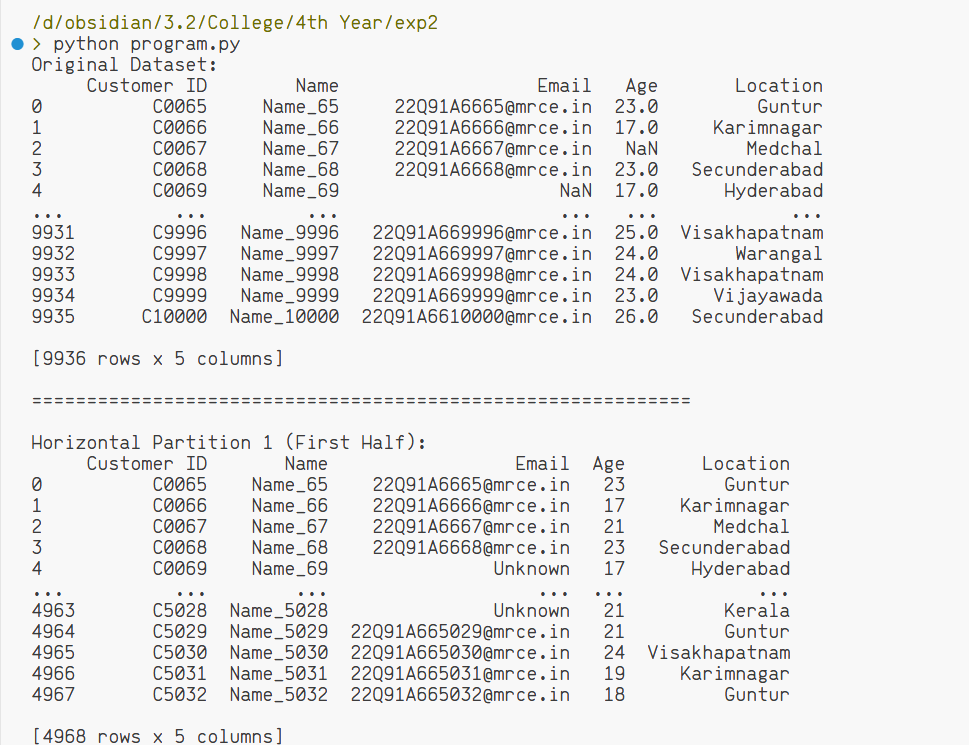 /d/obsidian/3.2/College/4th Year/exp2
> python program.py
Original Dataset:
     Customer ID        Name                  Email   Age       Location
0          C0065     Name_65     22Q91A6665@mrce.in  23.0         Guntur
1          C0066     Name_66     22Q91A6666@mrce.in  17.0     Karimnagar
2          C0067     Name_67     22Q91A6667@mrce.in   NaN        Medchal
3          C0068     Name_68     22Q91A6668@mrce.in  23.0   Secunderabad
4          C0069     Name_69                    NaN  17.0      Hyderabad
...          ...         ...                    ...   ...            ...
9931       C9996   Name_9996   22Q91A669996@mrce.in  25.0  Visakhapatnam
9932       C9997   Name_9997   22Q91A669997@mrce.in  24.0       Warangal
9933       C9998   Name_9998   22Q91A669998@mrce.in  24.0  Visakhapatnam
9934       C9999   Name_9999   22Q91A669999@mrce.in  23.0     Vijayawada
9935      C10000  Name_10000  22Q91A6610000@mrce.in  26.0   Secunderabad
[9936 rows x 5 columns]
============================================================
Horizontal Partition 1 (First Half):
     Customer ID       Name                 Email  Age       Location
0          C0065    Name_65    22Q91A6665@mrce.in   23         Guntur
1          C0066    Name_66    22Q91A6666@mrce.in   17     Karimnagar
2          C0067    Name_67    22Q91A6667@mrce.in   21        Medchal
3          C0068    Name_68    22Q91A6668@mrce.in   23   Secunderabad
4          C0069    Name_69               Unknown   17      Hyderabad
...          ...        ...                   ...  ...            ...
4963       C5028  Name_5028               Unknown   21         Kerala
4964       C5029  Name_5029  22Q91A665029@mrce.in   21         Guntur
4965       C5030  Name_5030  22Q91A665030@mrce.in   24  Visakhapatnam
4966       C5031  Name_5031  22Q91A665031@mrce.in   19     Karimnagar
4967       C5032  Name_5032  22Q91A665032@mrce.in   18         Guntur
[4968 rows x 5 columns]